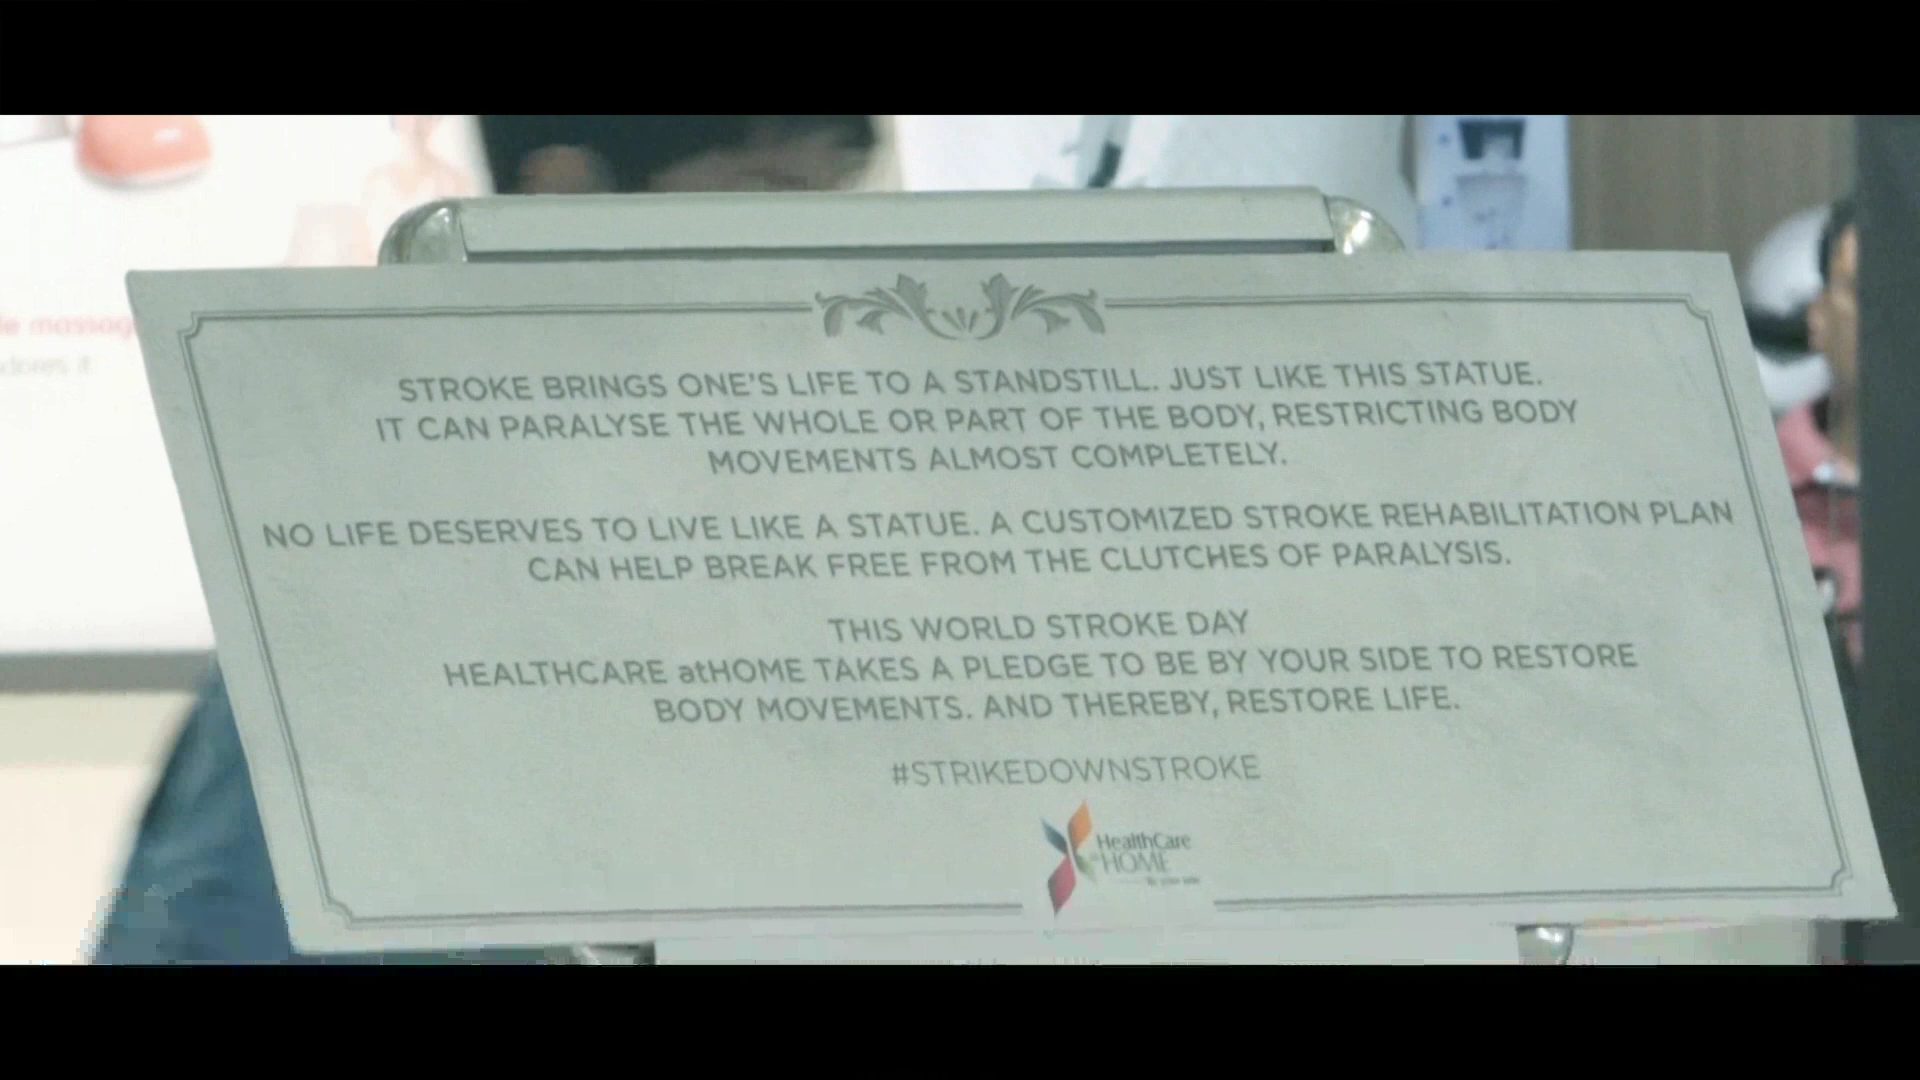 STROKE BRINGS ONE'S LIFE TO A STANDSTILL. JUST LIKE THIS STATUE.
IT CAN PARALYSE THE WHOLE OR PART OF THE BODY, RESTRICTING BODY
MOVEMENTS ALMOST COMPLETELY.
NO LIFE DESERVES TO LIVE LIKE A STATUE. A CUSTOMIZED STROKE REHABILITATION PLAN
CAN HELP BREAK FREE FROM THE CLUTCHES OF PARALYSIS.
THIS WORLD STROKE DAY
HEALTHCARE atHOME TAKES A PLEDGE TO BE BY YOUR SIDE TO RESTORE
BODY MOVEMENTS. AND THEREBY, RESTORE LIFE.
#STRIKEDOWNSTROKE
HealthCare
HOME